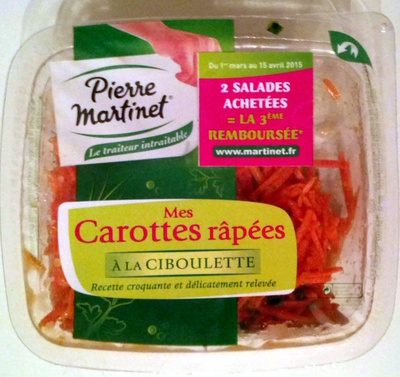 Pierre
Martinet®
Le traiteur intraitable
Du 1er mars au 15 avril 2015
2 SALADES
ACHETÉES
= LA 3ÈME
REMBOURSÉE*
www.martinet.fr
Mes
Carottes râpées
À LA CIBOULETTE
Recette croquante et délicatement relevée